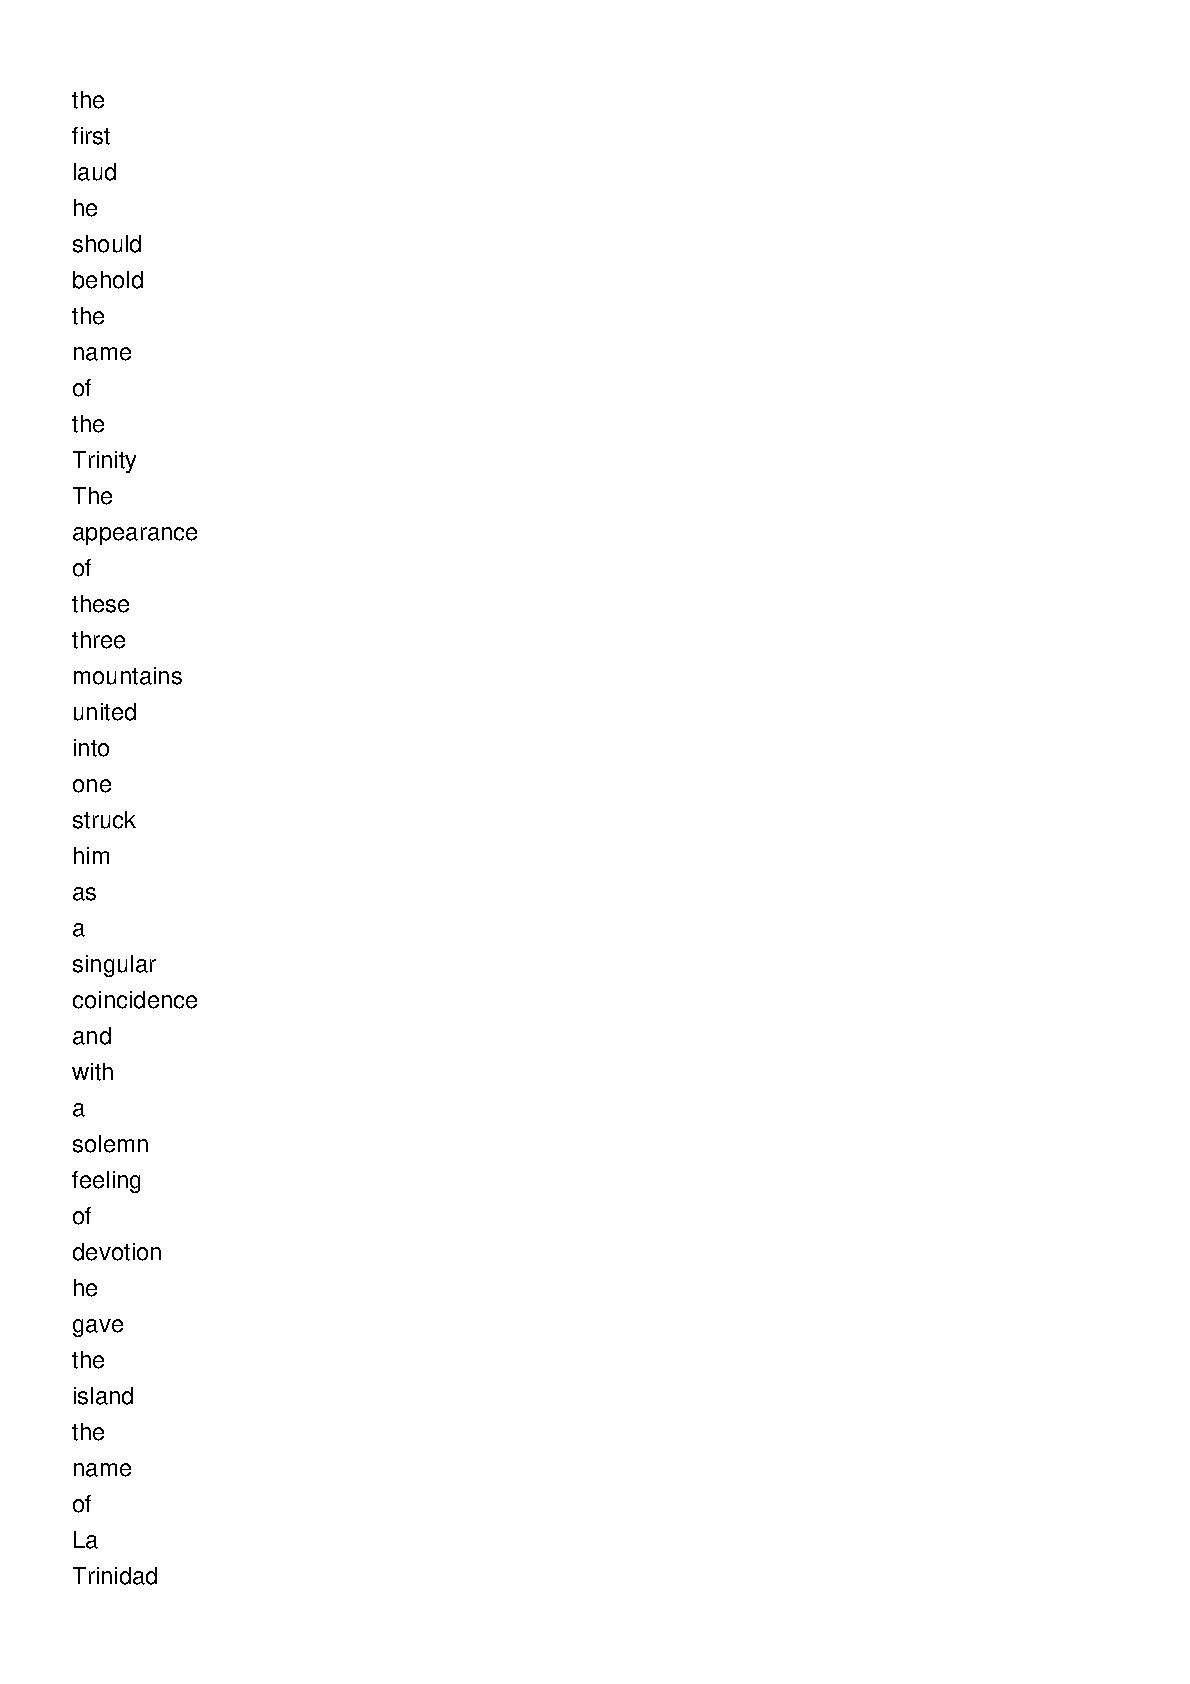 the
first
laud
he
should
behold
the
name
of
the
Trinity
The
appearance
of
these
three
mountains
united
into
one
struck
him
as
a
singular
coincidence
and
with
a
solemn
feeling
of
devotion
he
gave
the
island
the
name
of
La
Trinidad